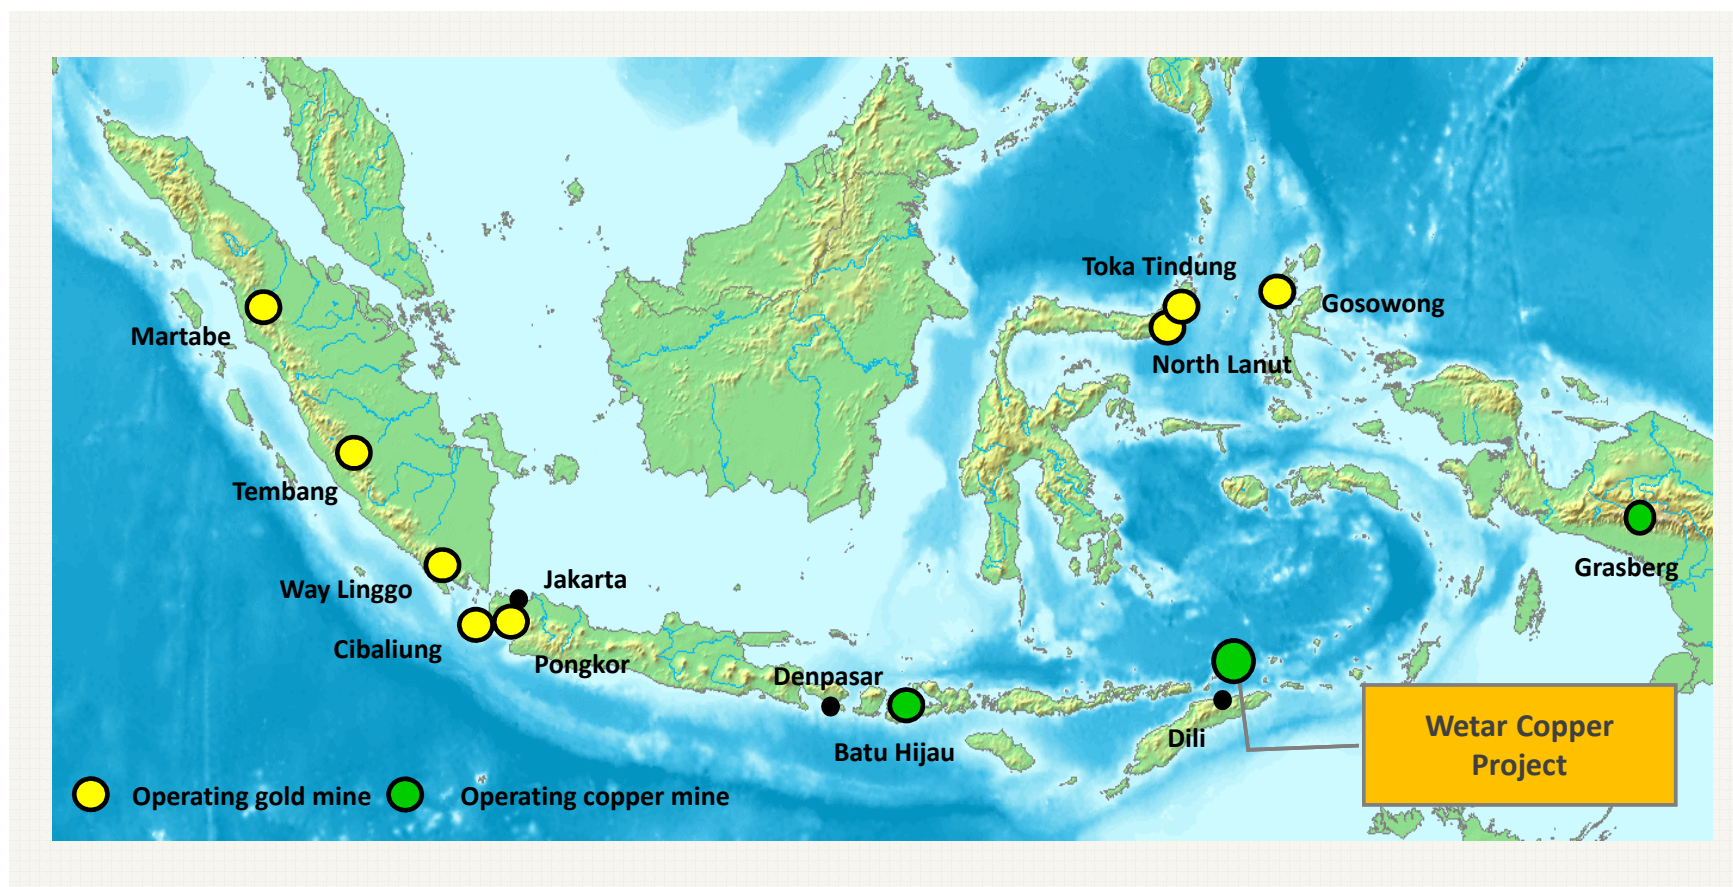 Toka Tindung
Gosowong
Martabe
North Lanut
Tembang
Grasberg
Way Linggo
Jakarta
Cibaliung
Pongkor
Denpasar
Dili
Batu Hijau
Wetar Copper
Project
Operating gold mine
Operating copper mine